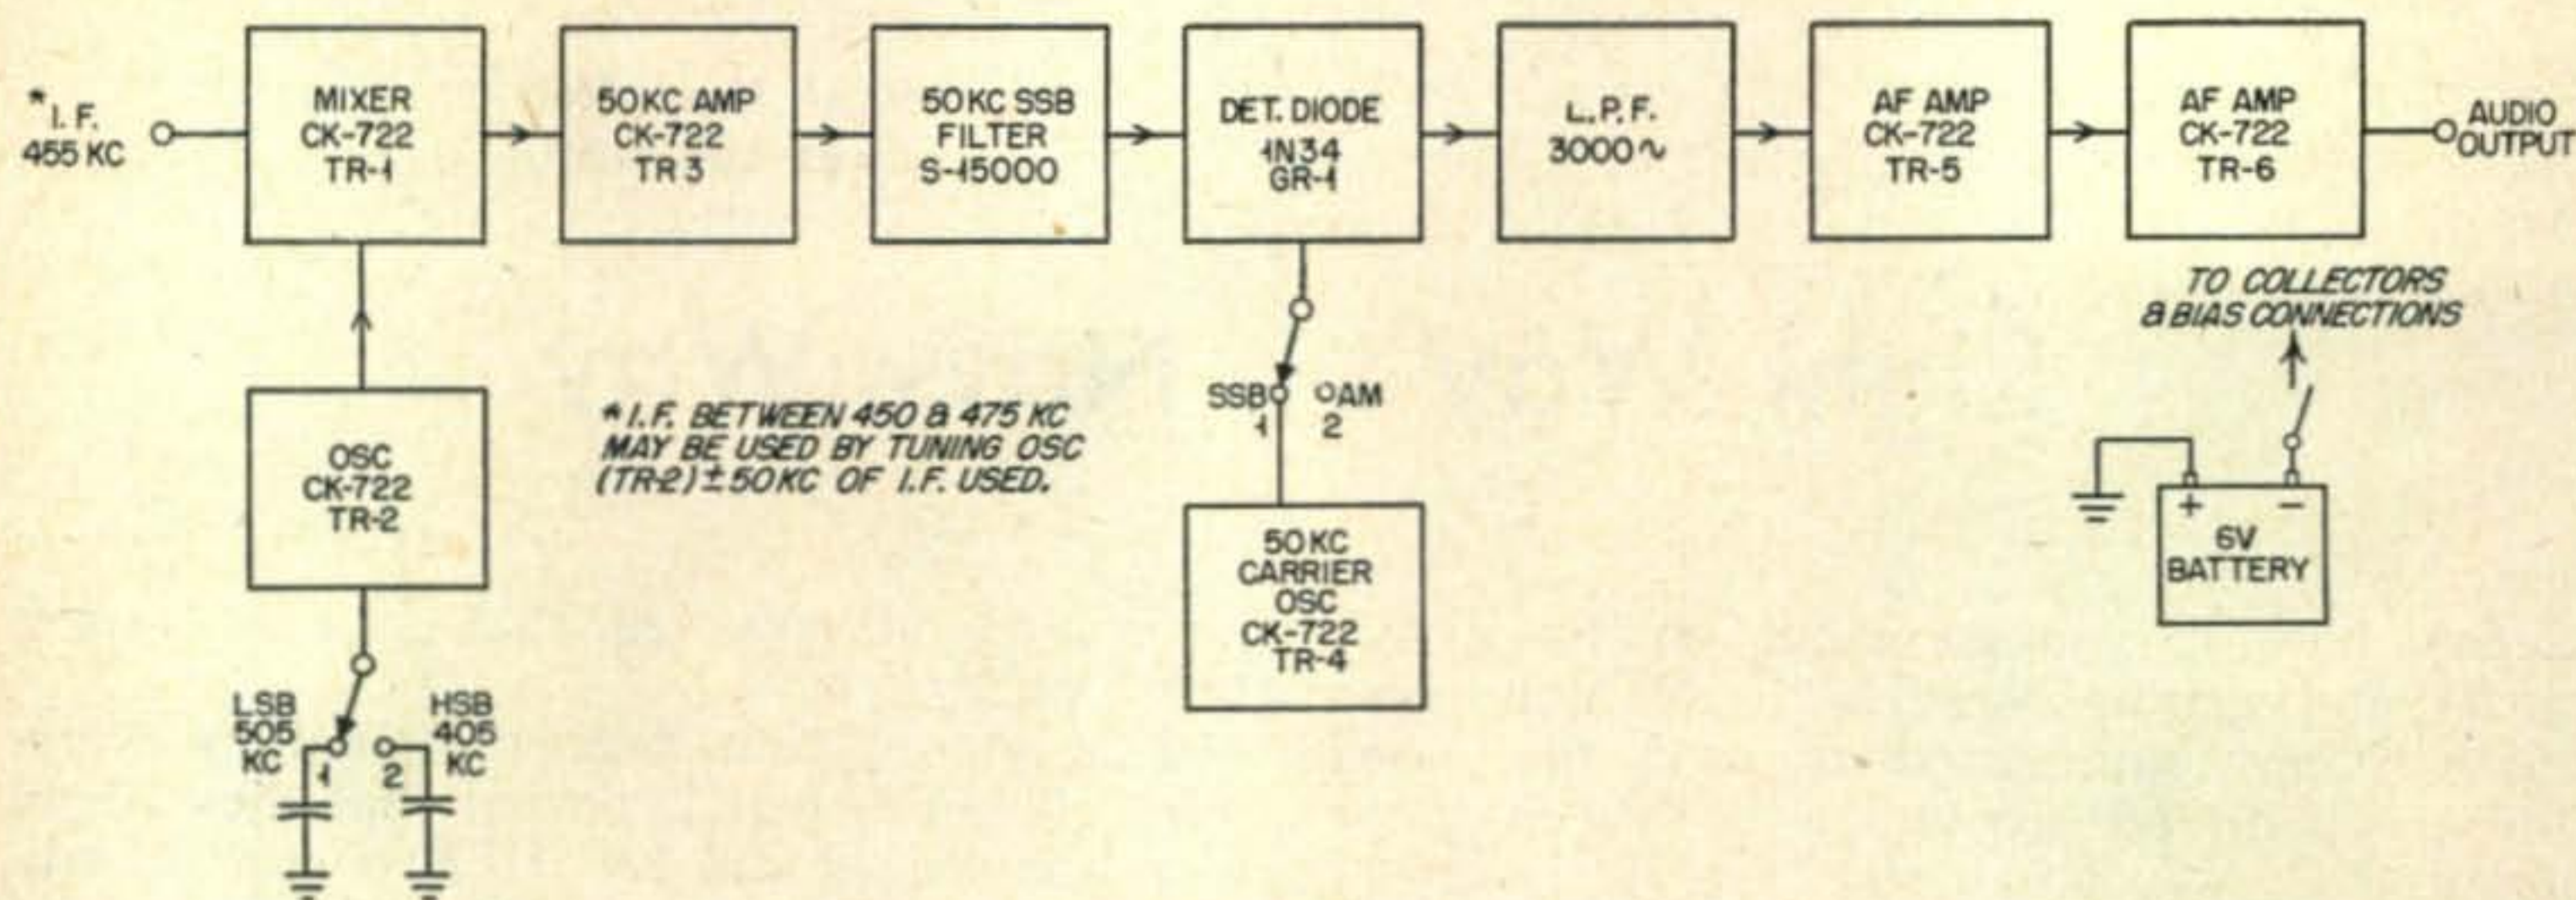 * I. F.
455 KC
MIXER
CK-722
TR-1
50 KC AMP
CK-722
TR 3
50 KC SSB
FILTER
S-15000
DET. DIODE
1N34
GR-1
L.P.F.
3000~
AF AMP
CK-722
TR-5
AF AMP
CK-722
TR-6
AUDIO
OUTPUT
TO COLLECTORS
& BIAS CONNECTIONS
OSC
CK-722
TR-2
* I.F. BETWEEN 450 & 475 KC
MAY BE USED BY TUNING OSC
(TR-2) ± 50 KC OF I.F. USED.
SSB AM
1 2
50 KC
CARRIER
OSC
CK-722
TR-4
+ −
6V
BATTERY
LSB
505
KC
1
HSB
405
KC
2